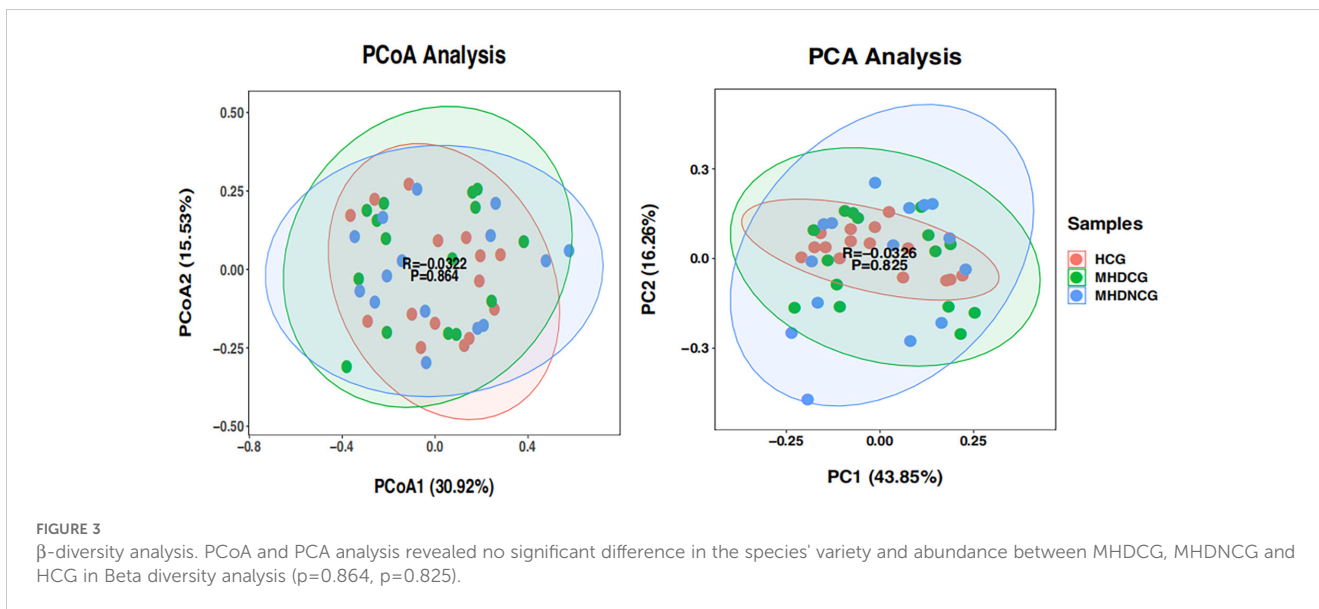 PCoA Analysis
0.50
0.25
0.00
−0.25
−0.50
PCoA2 (15.53%)
R=−0.0322
P=0.864
−0.8
−0.4
0.0
0.4
PCoA1 (30.92%)
PCA Analysis
0.3
0.0
−0.3
PC2 (16.26%)
R=−0.0326
P=0.825
−0.25
0.00
0.25
PC1 (43.85%)
Samples
HCG
MHDCG
MHDNCG
FIGURE 3
β-diversity analysis. PCoA and PCA analysis revealed no significant difference in the species' variety and abundance between MHDCG, MHDNCG and
HCG in Beta diversity analysis (p=0.864, p=0.825).